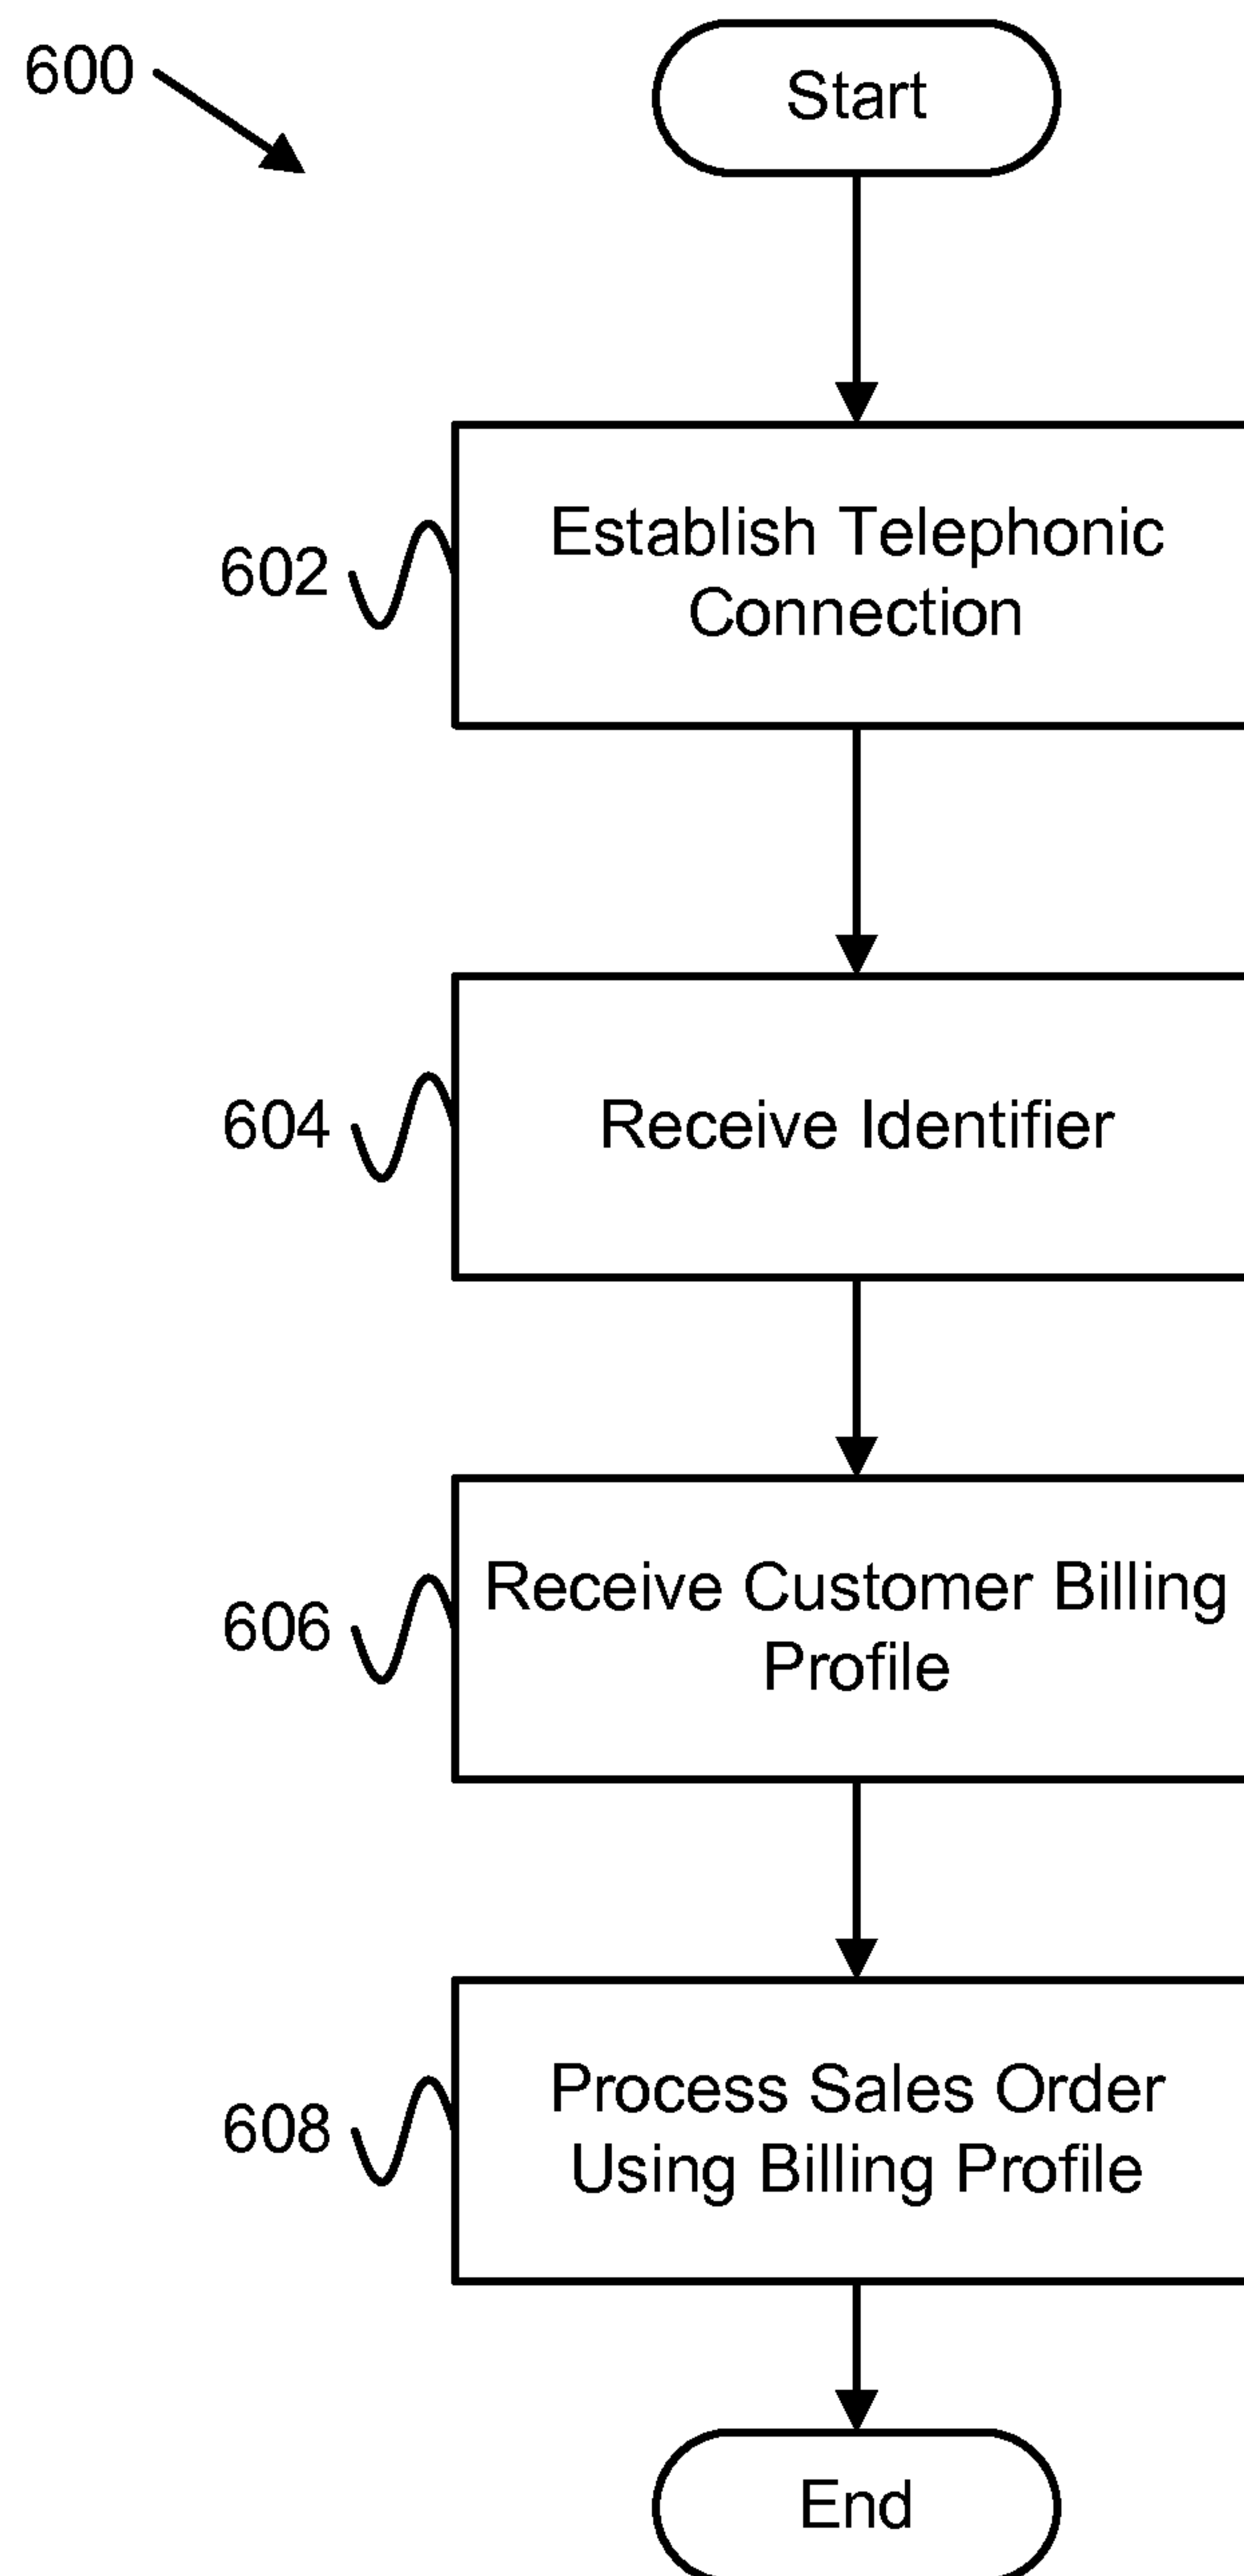 600
Start
602
Establish Telephonic
Connection
604
Receive Identifier
606
Receive Customer Billing
Profile
608
Process Sales Order
Using Billing Profile
End